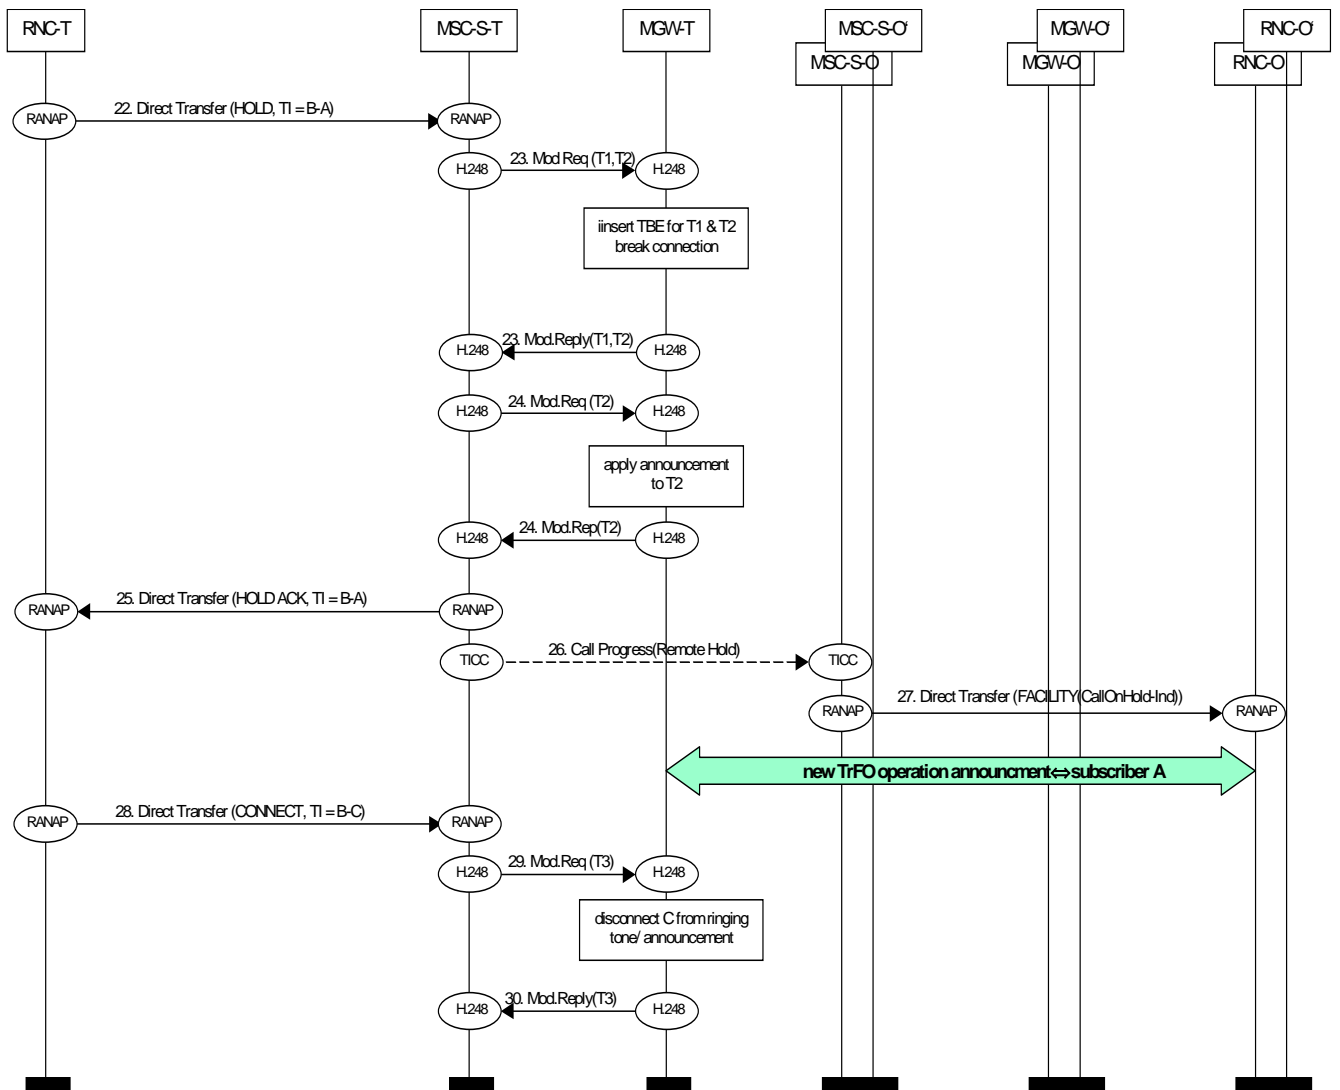 RNC-T
MSC-S-T
MGW-T
MSC-S-O'
MGW-O'
RNC-O'
MSC-S-O
MGW-O
RNC-O
RANAP
22. Direct Transfer (HOLD, TI = B-A)
RANAP
H.248
23. Mod Req (T1,T2)
H.248
iinsert TBE for T1 & T2
break connection
H.248
23. Mod.Reply(T1,T2)
H.248
H.248
24. Mod.Req (T2)
H.248
apply announcement
to T2
H.248
24. Mod.Rep(T2)
H.248
RANAP
25. Direct Transfer (HOLD ACK, TI = B-A)
RANAP
TICC
26. Call Progress(Remote Hold)
TICC
RANAP
27. Direct Transfer (FACILITY(CallOnHold-Ind))
RANAP
new TrFO operation announcment⇔subscriber A
RANAP
28. Direct Transfer (CONNECT, TI = B-C)
RANAP
H.248
29. Mod.Req (T3)
H.248
disconnect C from ringing
tone/ announcement
H.248
30. Mod.Reply(T3)
H.248